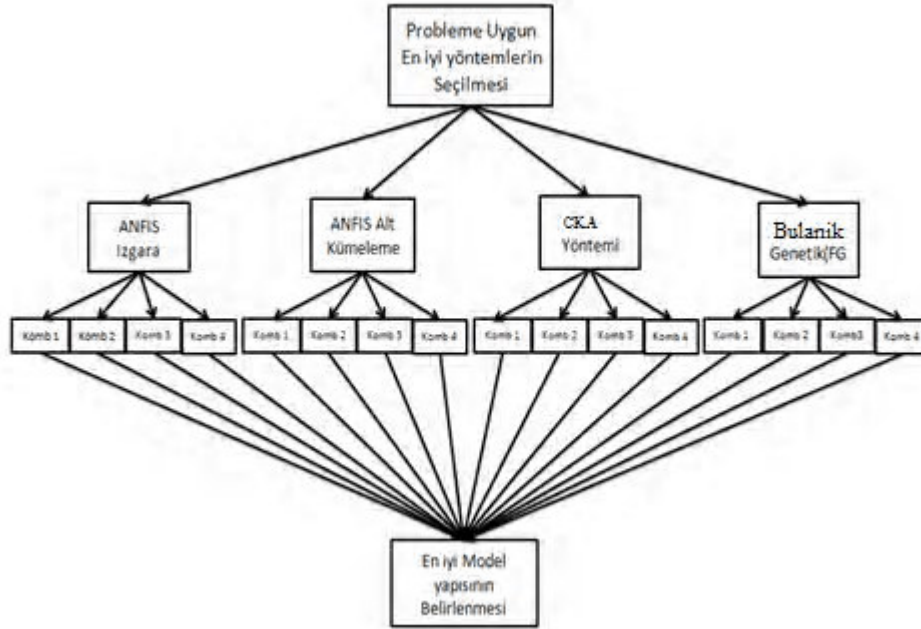 Probleme Uygun
En iyi yöntemlerin
Seçilmesi
ANFIS
Izgara
ANFIS Alt
Kümeleme
CKA
Yöntemi
Bulanik
Genetik(FG
Komb 1
Komb 2
Komb 3
Komb 4
Komb 1
Komb 2
Komb 3
Komb 4
Komb 1
Komb 2
Komb 3
Komb 4
Komb 1
Komb 2
Komb3
Komb 4
En iyi Model
yapısının
Belirlenmesi